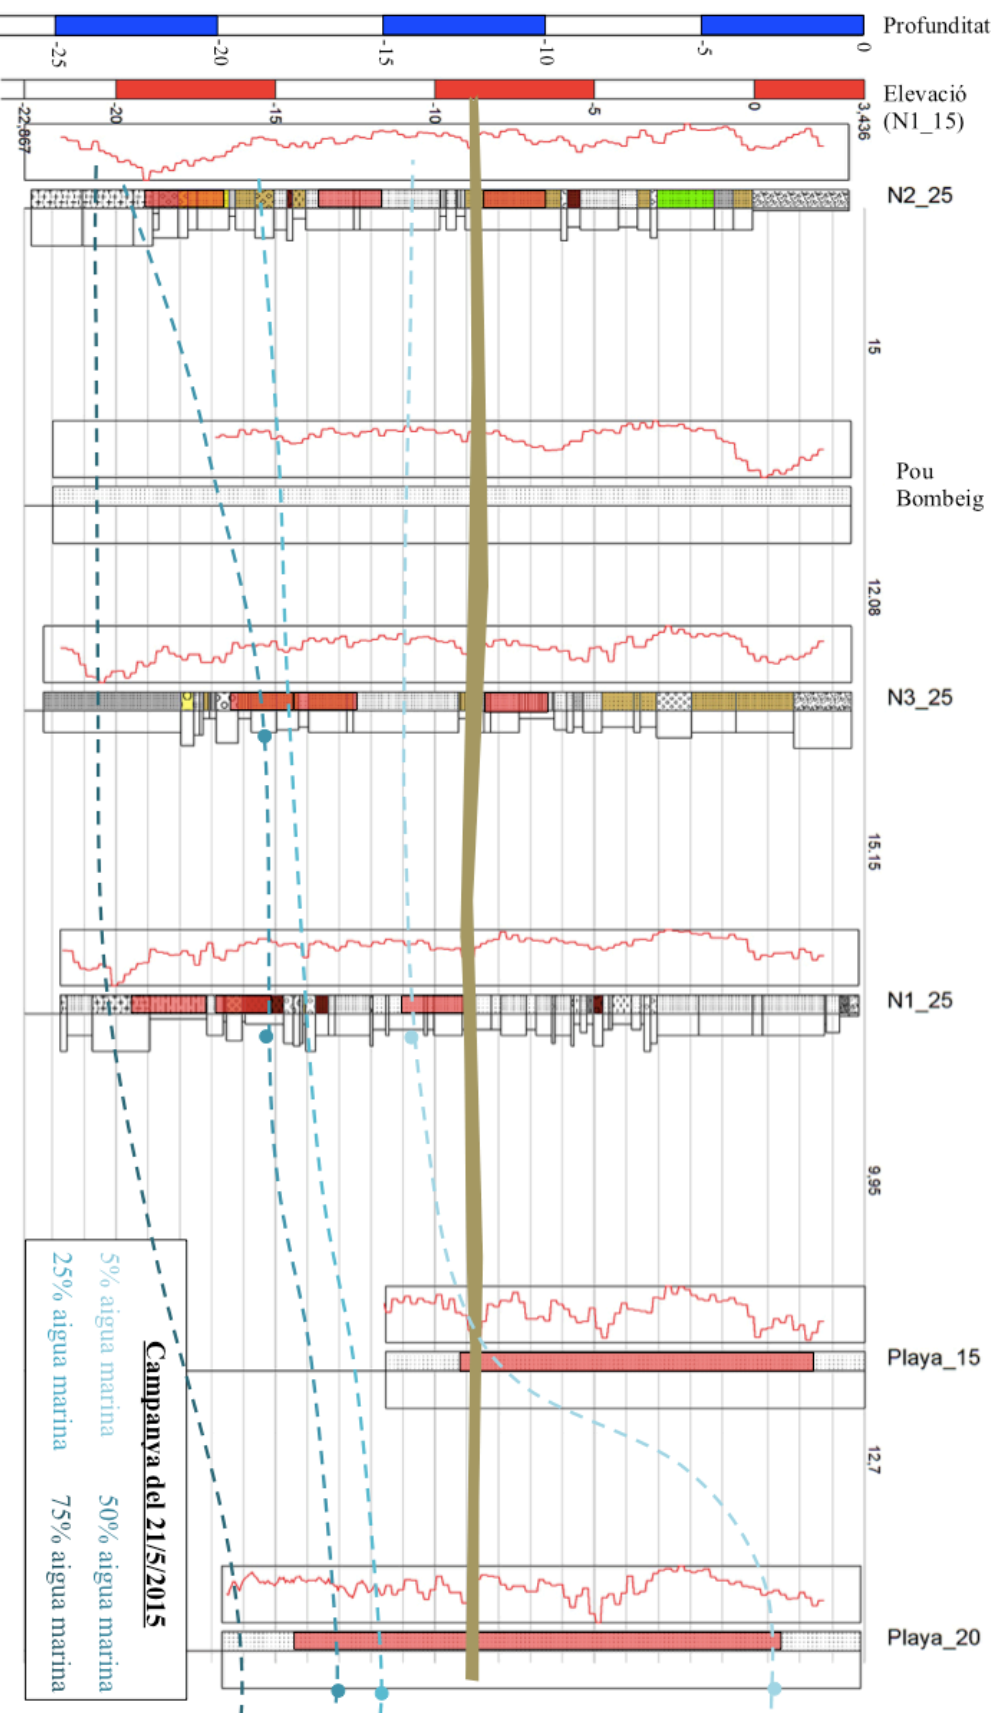 Profunditat
0
-5
-10
-15
-20
-25
Elevació
(N1_15)
3,436
0
-5
-10
-15
-20
-22,667
N2_25
15
Pou
Bombeig
12.08
N3_25
15.15
N1_25
9,95
Playa_15
12,7
Playa_20
Campanya del 21/5/2015
5% aigua marina
50% aigua marina
25% aigua marina
75% aigua marina